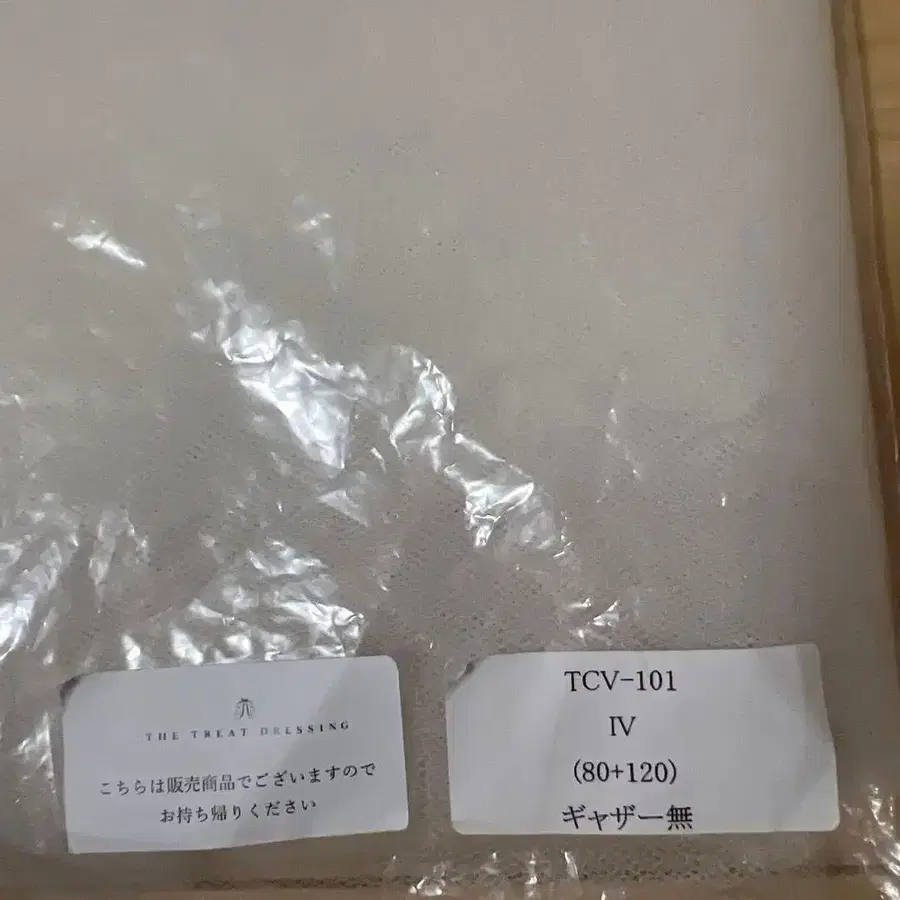 THE TREAT DRESSING
こちらは販売商品でございますので
お持ち帰りください
TCV-101
IV
(80+120)
ギャザー無